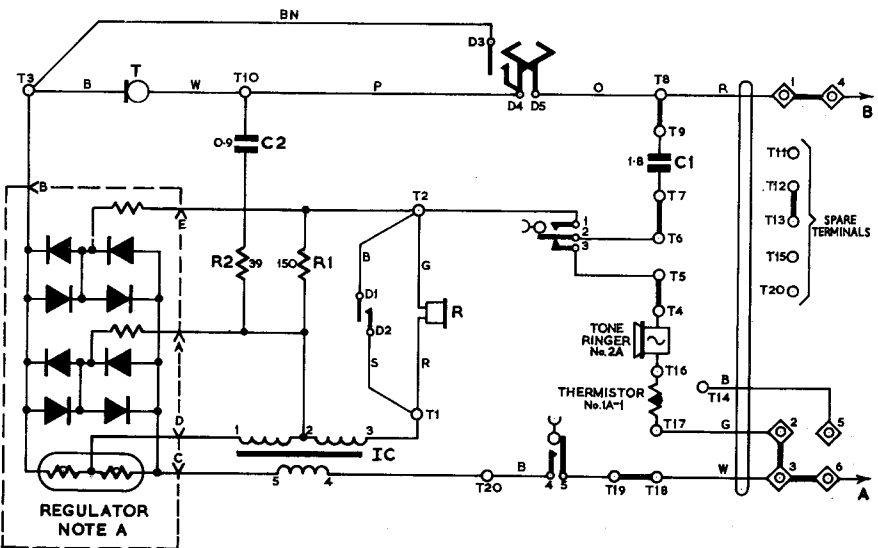 BN
D3
T3
B
T
W
T10
P
D4
D5
O
T8
R
1
4
B
T9
0·9
C2
1·8
C1
T11
T12
T13
SPARE
TERMINALS
T15
T20
B
E
T2
T7
1
2
3
T6
R2
39
150
R1
B
G
D1
D2
R
S
R
T5
T4
TONE
RINGER
No.2A
A
T16
THERMISTOR
No.1A-1
B
T14
T17
G
2
5
D
1
2
3
T1
IC
C
5
4
T20
B
4
5
T19
T18
W
3
6
A
REGULATOR
NOTE A